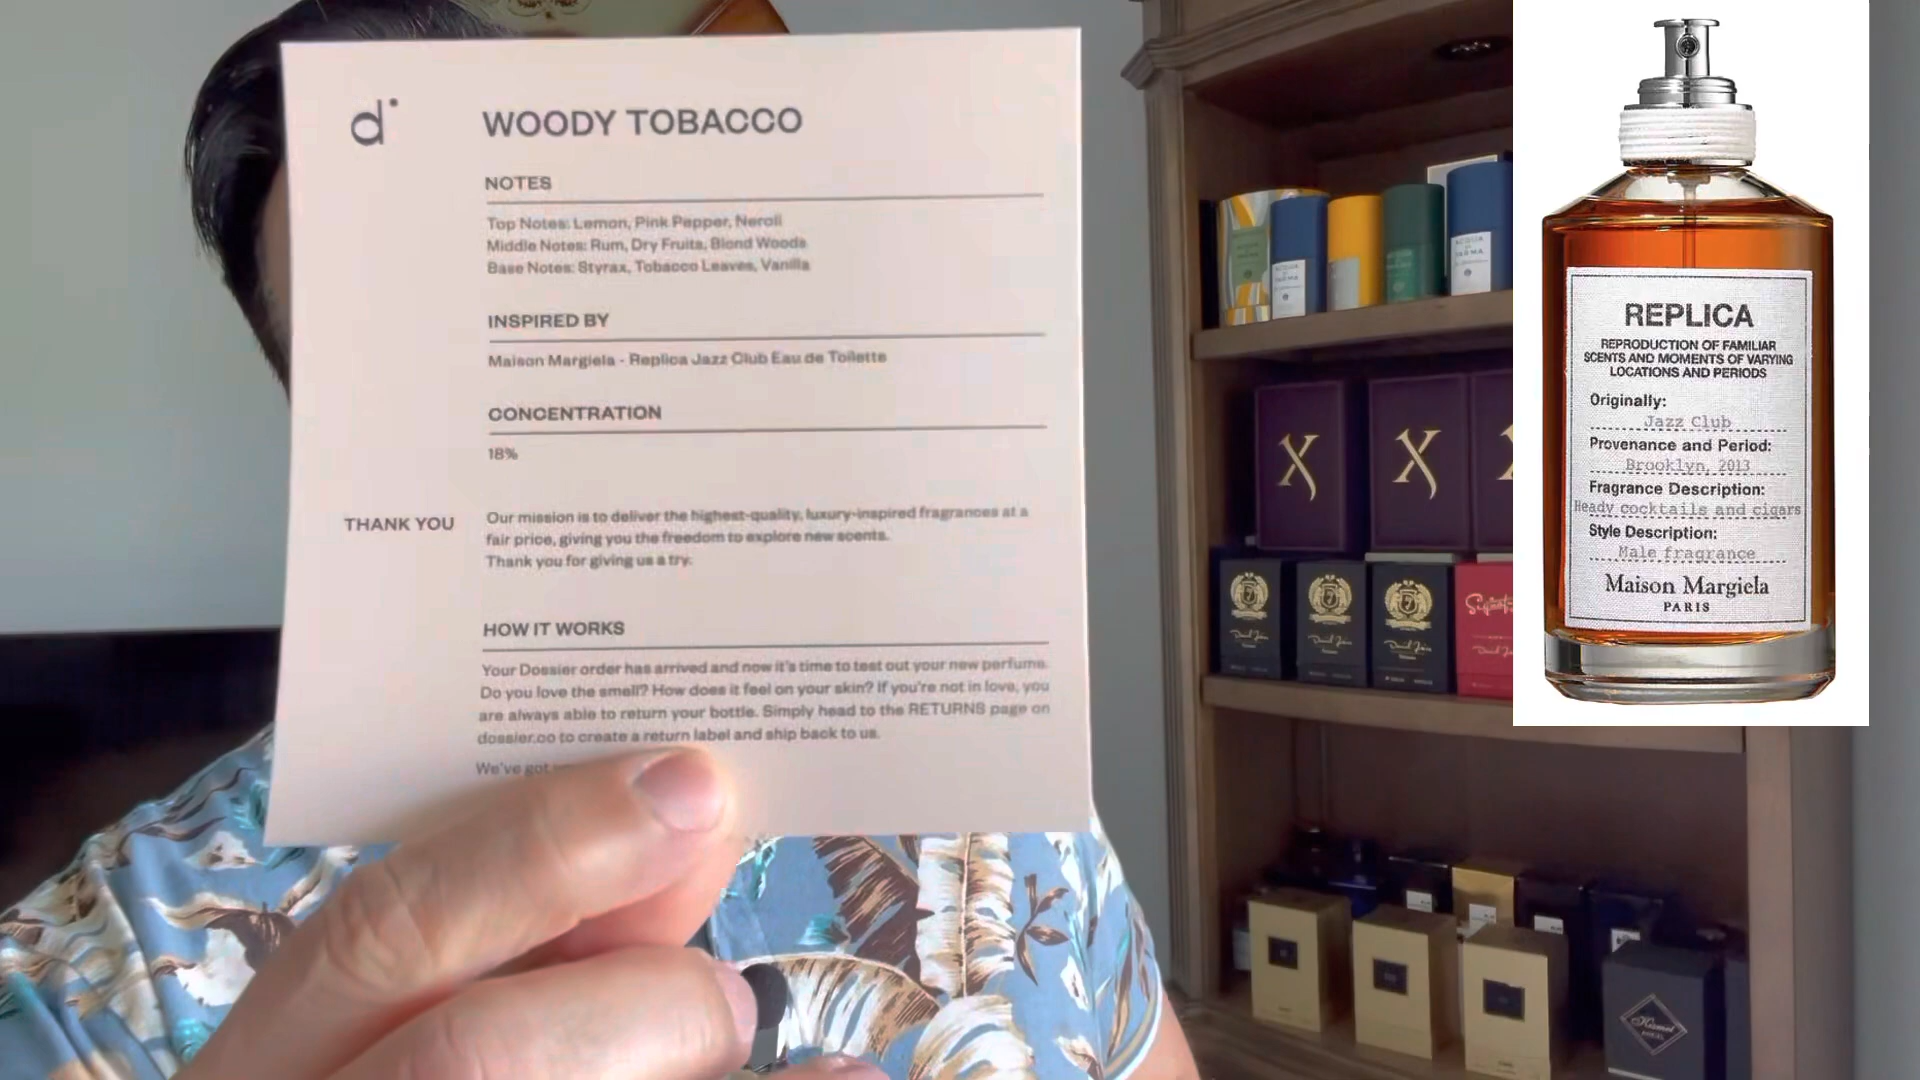 d
WOODY TOBACCO
NOTES
Top Notes: Lemon, Pink Pepper, Neroli
Middle Notes: Rum, Dry Fruits, Blond Woods
Base Notes: Styrax, Tobacco Leaves, Vanilla
INSPIRED BY
Maison Margiela - Replica Jazz Club Eau de Toilette
CONCENTRATION
18%
THANK YOU
Our mission is to deliver the highest-quality, luxury-inspired fragrances at a
fair price, giving you the freedom to explore new scents.
Thank you for giving us a try.
HOW IT WORKS
Your Dossier order has arrived and now it's time to test out your new perfume.
Do you love the smell? How does it feel on your skin? If you're not in love, you
are always able to return your bottle. Simply head to the RETURNS page on
dossier.co to create a return label and ship back to us.
We've got
REPLICA
REPRODUCTION OF FAMILIAR
SCENTS AND MOMENTS OF VARYING
LOCATIONS AND PERIODS
Originally:
Jazz Club
Provenance and Period:
Brooklyn, 2013
Fragrance Description:
Heady cocktails and cigars
Style Description:
Male fragrance
Maison Margiela
PARIS
ACQUA
PARMA
X
X